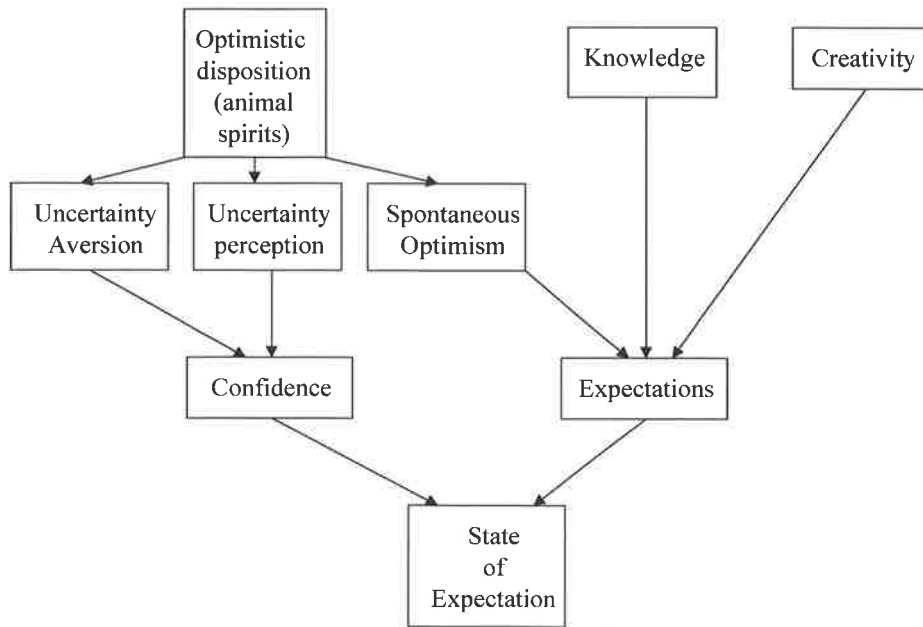 Optimistic
disposition
(animal
spirits)
Knowledge
Creativity
Uncertainty
Aversion
Uncertainty
perception
Spontaneous
Optimism
Confidence
Expectations
State
of
Expectation